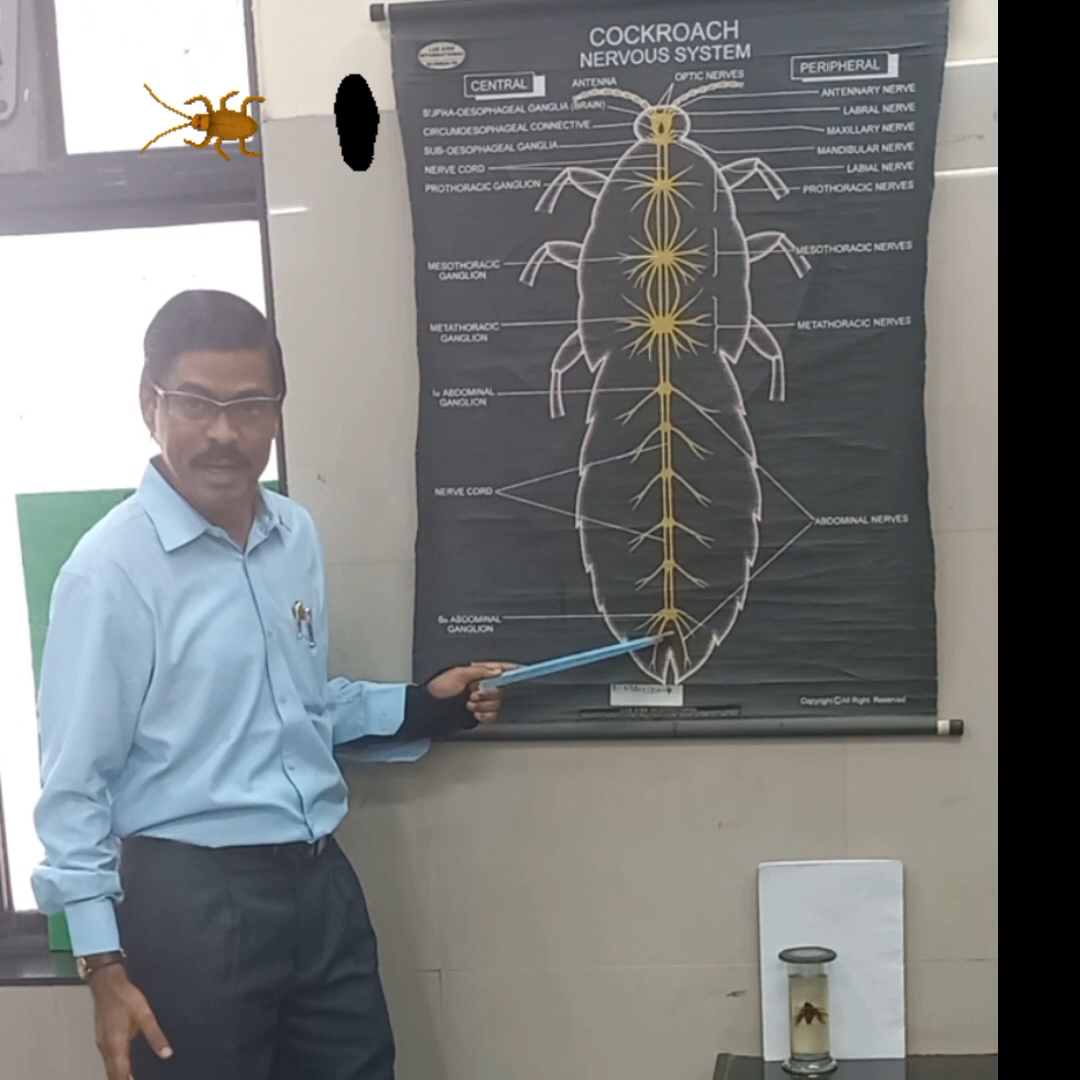 COCKROACH
NERVOUS SYSTEM
CENTRAL
PERIPHERAL
ANTENNA
OPTIC NERVES
SUPRA-OESOPHAGEAL GANGLIA (BRAIN)
CIRCUMOESOPHAGEAL CONNECTIVE
SUB-OESOPHAGEAL GANGLIA
NERVE CORD
PROTHORACIC GANGLION
MESOTHORACIC
GANGLION
METATHORACIC
GANGLION
ABDOMINAL
GANGLION
NERVE CORD
6th ABDOMINAL
GANGLION
ANTENNARY NERVE
LABRAL NERVE
MAXILLARY NERVE
MANDIBULAR NERVE
LABIAL NERVE
PROTHORACIC NERVES
MESOTHORACIC NERVES
METATHORACIC NERVES
ABDOMINAL NERVES
Copyright © All Right Reserved